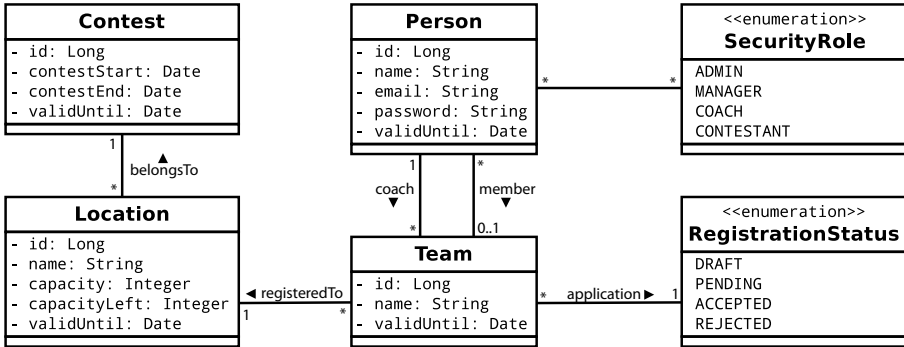 Contest
- id: Long
- contestStart: Date
- contestEnd: Date
- validUntil: Date
Person
- id: Long
- name: String
- email: String
- password: String
- validUntil: Date
<<enumeration>>
SecurityRole
ADMIN
MANAGER
COACH
CONTESTANT
* *
1
belongsTo ▲
*
1
coach ▼
*
*
member ▼
0..1
Location
- id: Long
- name: String
- capacity: Integer
- capacityLeft: Integer
- validUntil: Date
◄ registeredTo
1 *
Team
- id: Long
- name: String
- validUntil: Date
* application ► 1
<<enumeration>>
RegistrationStatus
DRAFT
PENDING
ACCEPTED
REJECTED